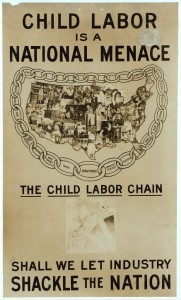 CHILD LABOR
IS A
NATIONAL MENACE
THE CHILD LABOR CHAIN
SHALL WE LET INDUSTRY
SHACKLE THE NATION